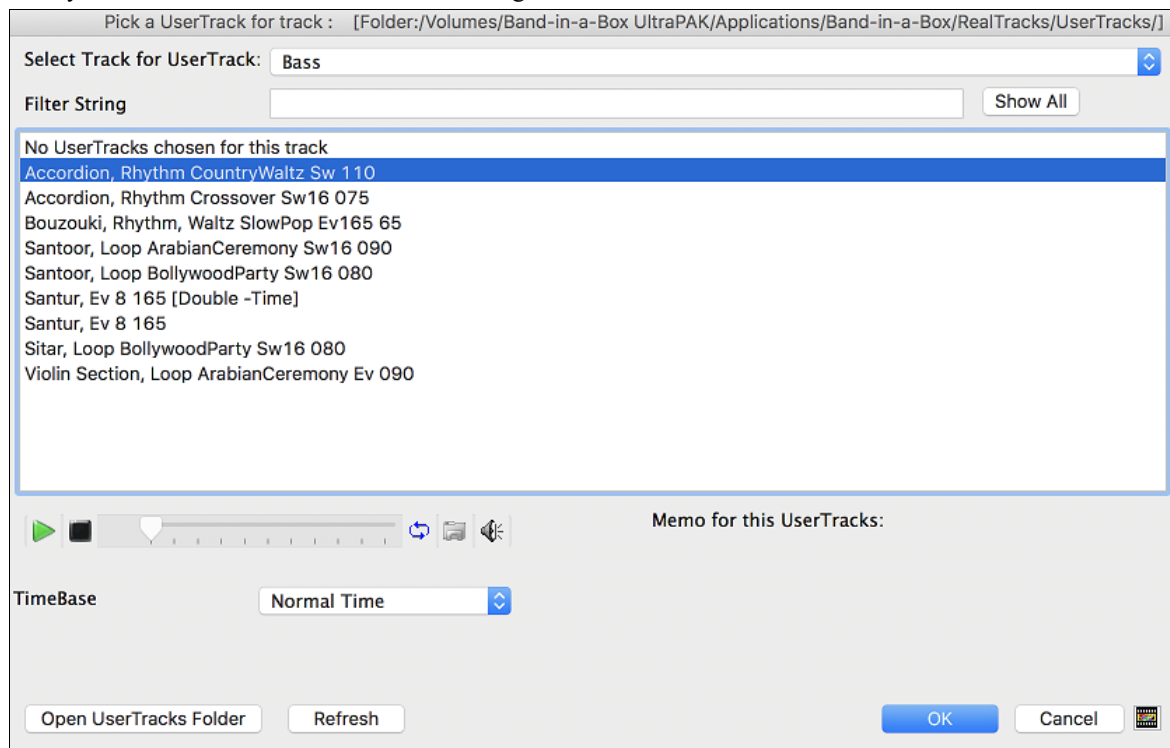 Pick a UserTrack for track : [Folder:/Volumes/Band-in-a-Box UltraPAK/Applications/Band-in-a-Box/RealTracks/UserTracks/]
Select Track for UserTrack: Bass
Filter String Show All
No UserTracks chosen for this track
Accordion, Rhythm CountryWaltz Sw 110
Accordion, Rhythm Crossover Sw16 075
Bouzouki, Rhythm, Waltz SlowPop Ev165 65
Santoor, Loop ArabianCeremony Sw16 090
Santoor, Loop BollywoodParty Sw16 080
Santur, Ev 8 165 [Double -Time]
Santur, Ev 8 165
Sitar, Loop BollywoodParty Sw16 080
Violin Section, Loop ArabianCeremony Ev 090
Memo for this UserTracks:
TimeBase Normal Time
Open UserTracks Folder Refresh OK Cancel